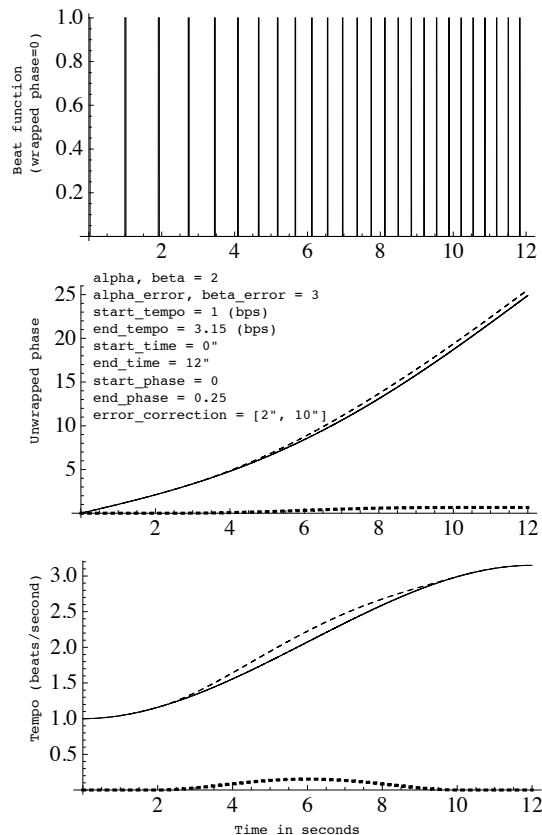 Beat function
(wrapped phase=0)
1.0
0.8
0.6
0.4
0.2
2 4 6 8 10 12
Unwrapped phase
25
20
15
10
5
alpha, beta = 2
alpha_error, beta_error = 3
start_tempo = 1 (bps)
end_tempo = 3.15 (bps)
start_time = 0"
end_time = 12"
start_phase = 0
end_phase = 0.25
error_correction = [2", 10"]
2 4 6 8 10 12
Tempo (beats/second)
3.0
2.5
2.0
1.5
1.0
0.5
0 2 4 6 8 10 12
Time in seconds